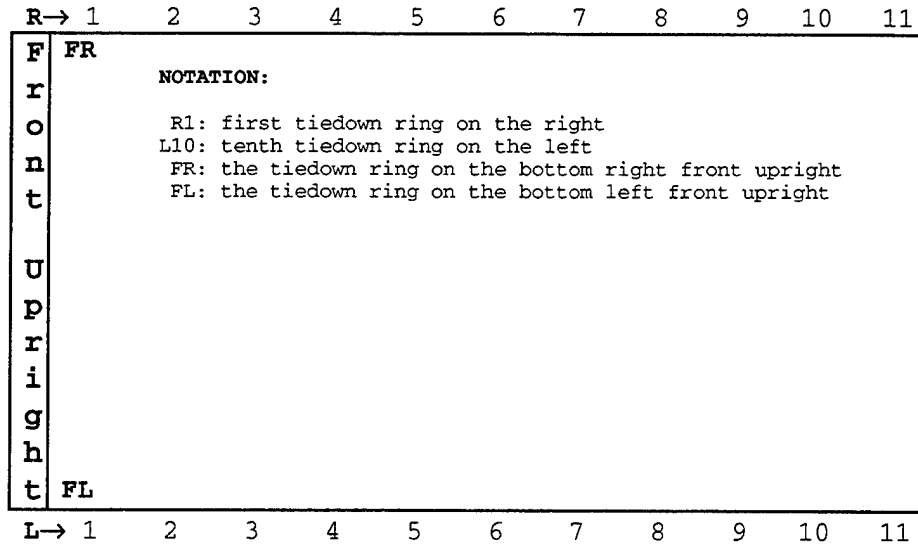 R→ 1 2 3 4 5 6 7 8 9 10 11
Front Upright
FR
NOTATION:
R1: first tiedown ring on the right
L10: tenth tiedown ring on the left
FR: the tiedown ring on the bottom right front upright
FL: the tiedown ring on the bottom left front upright
FL
L→ 1 2 3 4 5 6 7 8 9 10 11